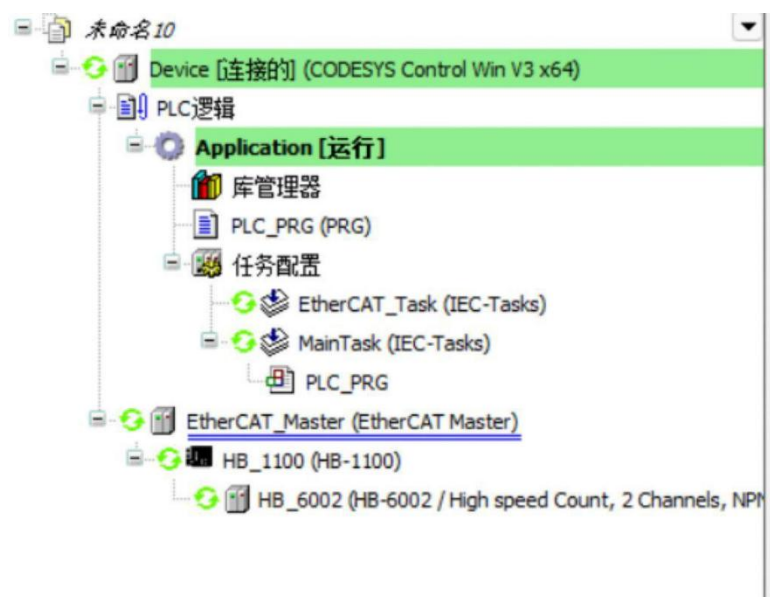 未命名10
Device [连接的] (CODESYS Control Win V3 x64)
PLC逻辑
Application [运行]
库管理器
PLC_PRG (PRG)
任务配置
EtherCAT_Task (IEC-Tasks)
MainTask (IEC-Tasks)
PLC_PRG
EtherCAT_Master (EtherCAT Master)
HB_1100 (HB-1100)
HB_6002 (HB-6002 / High speed Count, 2 Channels, NPN